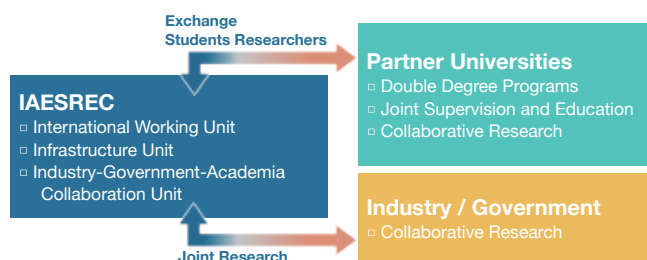 Exchange
Students Researchers
IAESREC
▫ International Working Unit
▫ Infrastructure Unit
▫ Industry-Government-Academia
Collaboration Unit
Joint Research
Partner Universities
▫ Double Degree Programs
▫ Joint Supervision and Education
▫ Collaborative Research
Industry / Government
▫ Collaborative Research